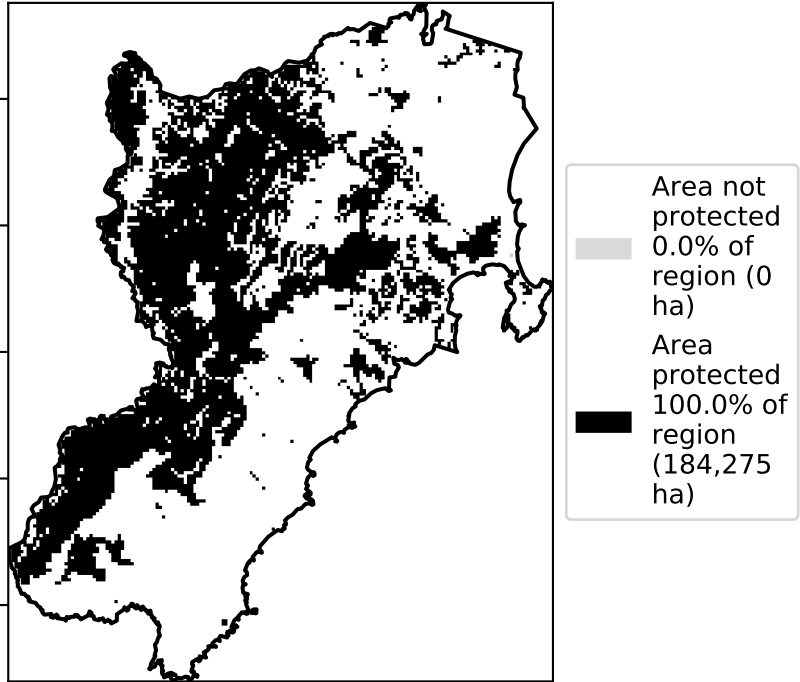 Area not
protected
0.0% of
region (0
ha)
Area
protected
100.0% of
region
(184,275
ha)